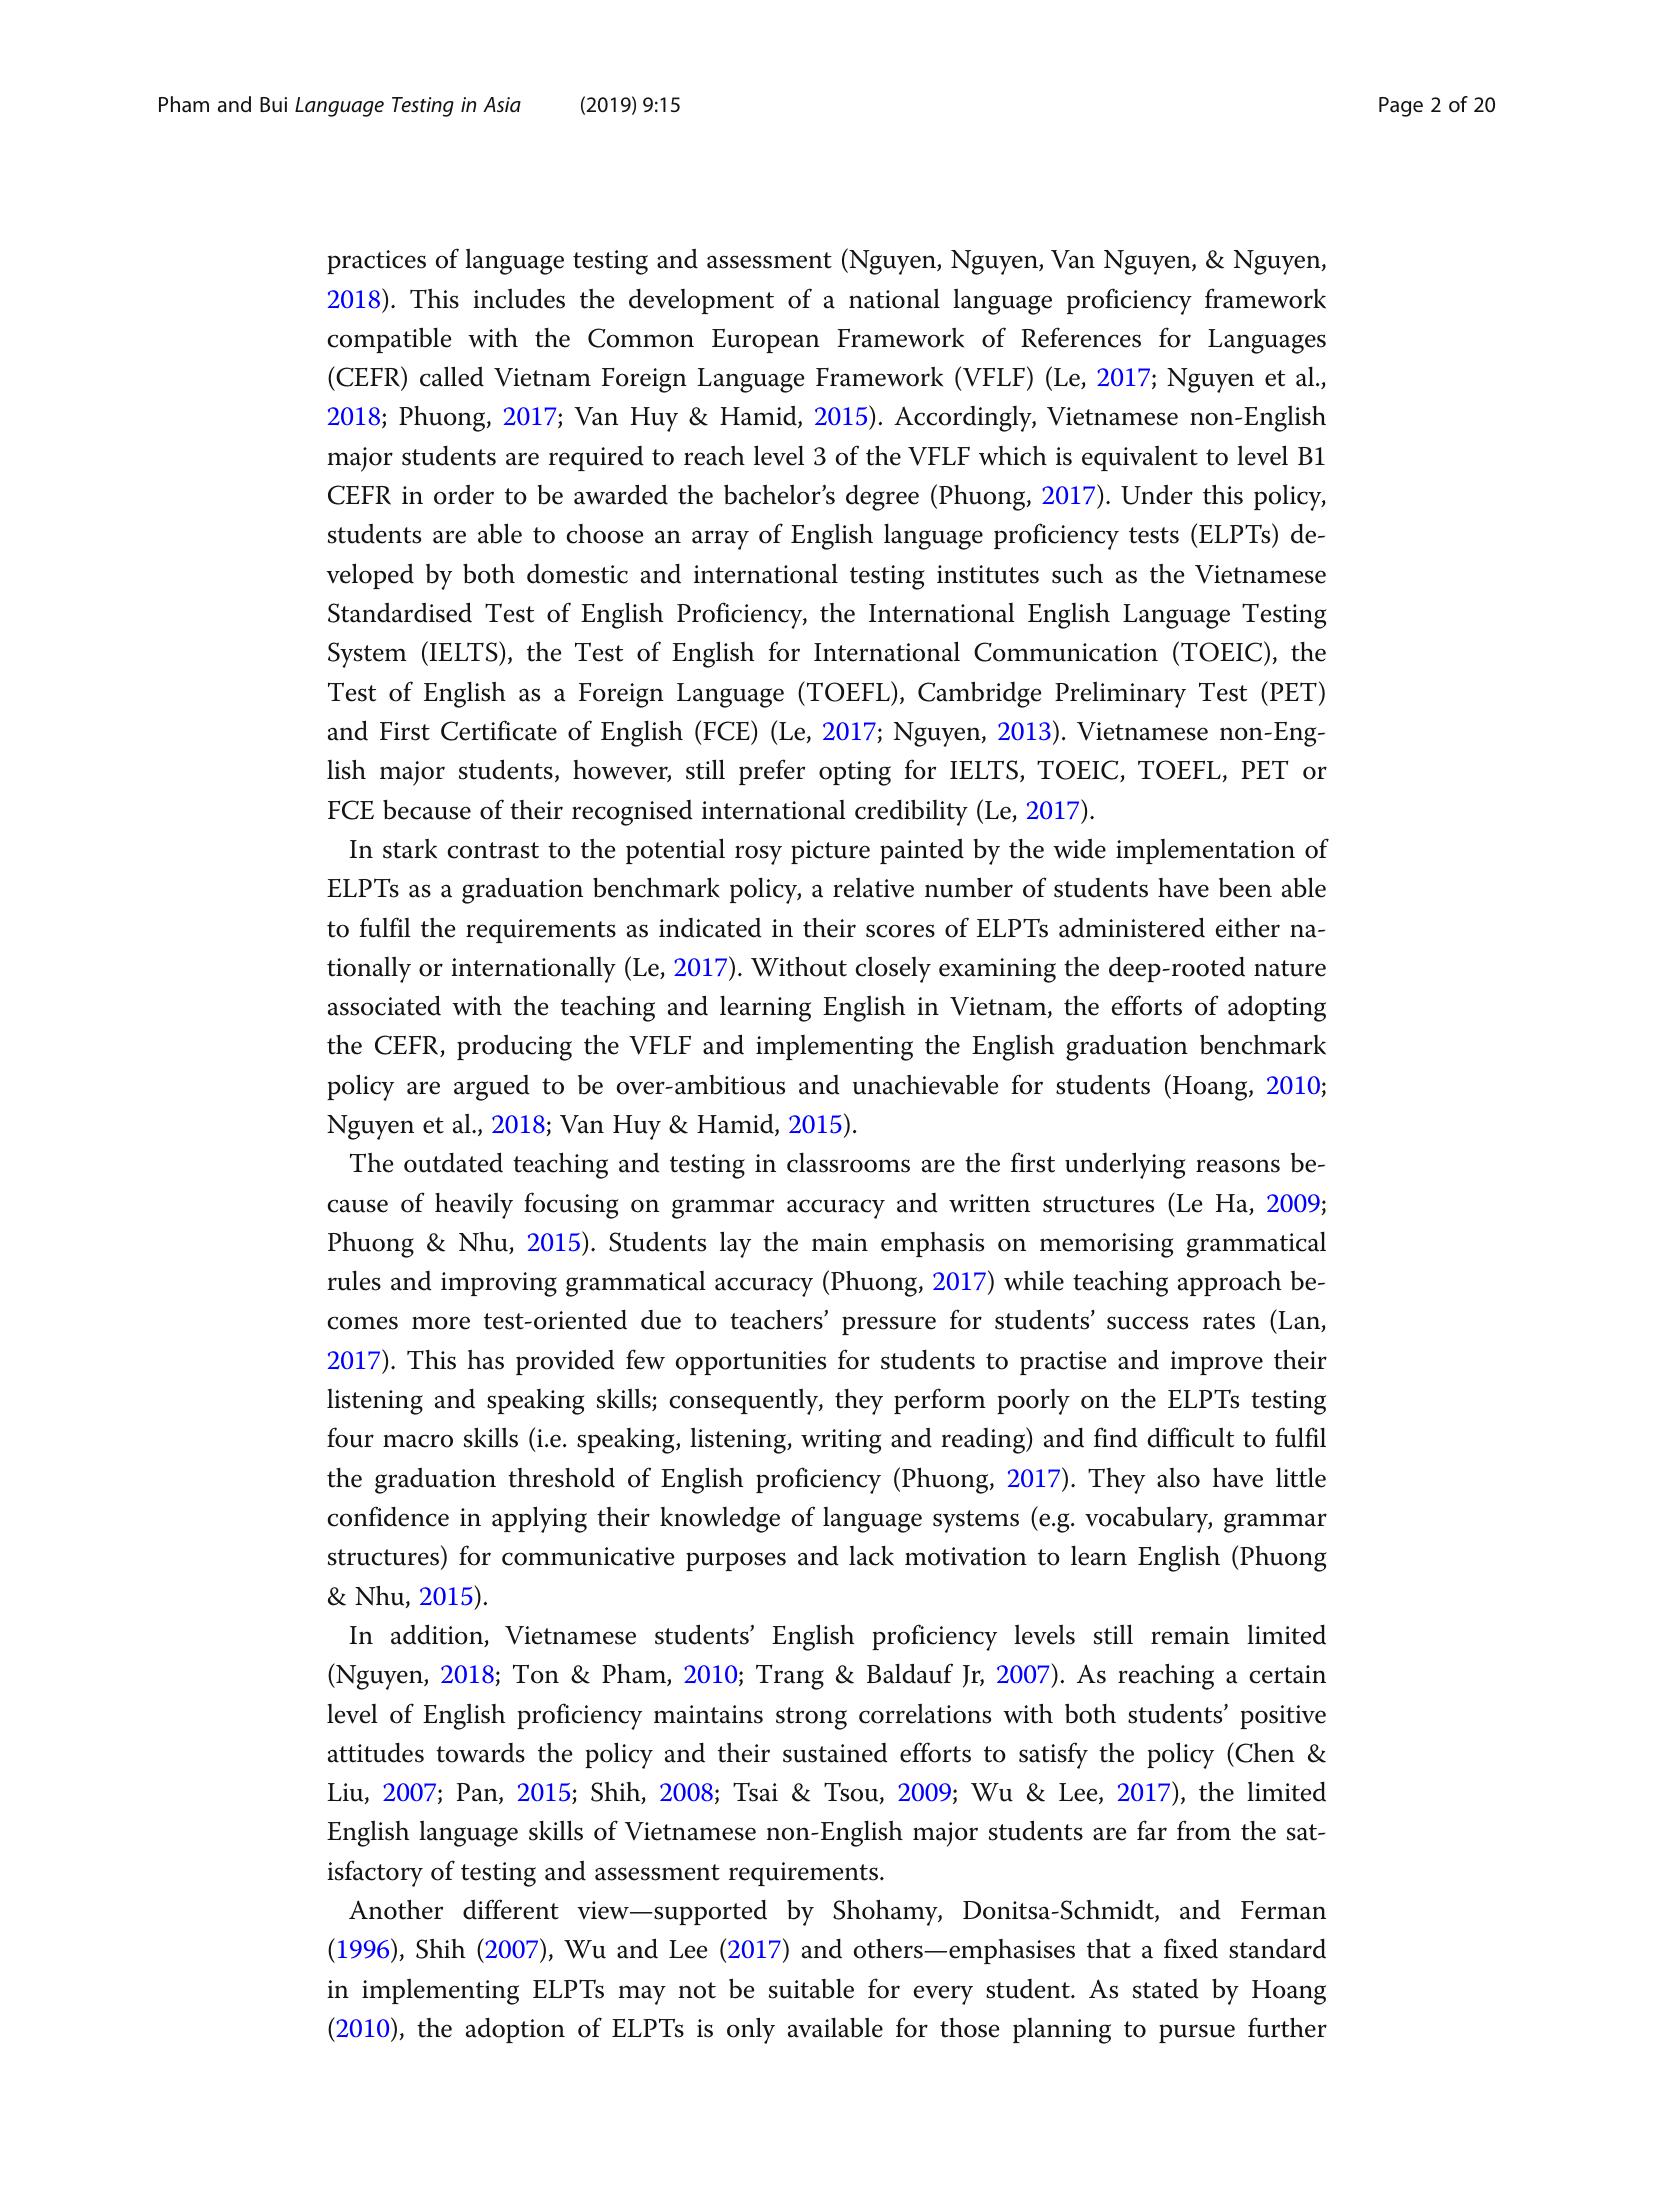 Pham and Bui Language Testing in Asia (2019) 9:15 Page 2 of 20
practices of language testing and assessment (Nguyen, Nguyen, Van Nguyen, & Nguyen,
2018). This includes the development of a national language proficiency framework
compatible with the Common European Framework of References for Languages
(CEFR) called Vietnam Foreign Language Framework (VFLF) (Le, 2017; Nguyen et al.,
2018; Phuong, 2017; Van Huy & Hamid, 2015). Accordingly, Vietnamese non-English
major students are required to reach level 3 of the VFLF which is equivalent to level B1
CEFR in order to be awarded the bachelor’s degree (Phuong, 2017). Under this policy,
students are able to choose an array of English language proficiency tests (ELPTs) de-
veloped by both domestic and international testing institutes such as the Vietnamese
Standardised Test of English Proficiency, the International English Language Testing
System (IELTS), the Test of English for International Communication (TOEIC), the
Test of English as a Foreign Language (TOEFL), Cambridge Preliminary Test (PET)
and First Certificate of English (FCE) (Le, 2017; Nguyen, 2013). Vietnamese non-Eng-
lish major students, however, still prefer opting for IELTS, TOEIC, TOEFL, PET or
FCE because of their recognised international credibility (Le, 2017).
In stark contrast to the potential rosy picture painted by the wide implementation of
ELPTs as a graduation benchmark policy, a relative number of students have been able
to fulfil the requirements as indicated in their scores of ELPTs administered either na-
tionally or internationally (Le, 2017). Without closely examining the deep-rooted nature
associated with the teaching and learning English in Vietnam, the efforts of adopting
the CEFR, producing the VFLF and implementing the English graduation benchmark
policy are argued to be over-ambitious and unachievable for students (Hoang, 2010;
Nguyen et al., 2018; Van Huy & Hamid, 2015).
The outdated teaching and testing in classrooms are the first underlying reasons be-
cause of heavily focusing on grammar accuracy and written structures (Le Ha, 2009;
Phuong & Nhu, 2015). Students lay the main emphasis on memorising grammatical
rules and improving grammatical accuracy (Phuong, 2017) while teaching approach be-
comes more test-oriented due to teachers’ pressure for students’ success rates (Lan,
2017). This has provided few opportunities for students to practise and improve their
listening and speaking skills; consequently, they perform poorly on the ELPTs testing
four macro skills (i.e. speaking, listening, writing and reading) and find difficult to fulfil
the graduation threshold of English proficiency (Phuong, 2017). They also have little
confidence in applying their knowledge of language systems (e.g. vocabulary, grammar
structures) for communicative purposes and lack motivation to learn English (Phuong
& Nhu, 2015).
In addition, Vietnamese students’ English proficiency levels still remain limited
(Nguyen, 2018; Ton & Pham, 2010; Trang & Baldauf Jr, 2007). As reaching a certain
level of English proficiency maintains strong correlations with both students’ positive
attitudes towards the policy and their sustained efforts to satisfy the policy (Chen &
Liu, 2007; Pan, 2015; Shih, 2008; Tsai & Tsou, 2009; Wu & Lee, 2017), the limited
English language skills of Vietnamese non-English major students are far from the sat-
isfactory of testing and assessment requirements.
Another different view—supported by Shohamy, Donitsa-Schmidt, and Ferman
(1996), Shih (2007), Wu and Lee (2017) and others—emphasises that a fixed standard
in implementing ELPTs may not be suitable for every student. As stated by Hoang
(2010), the adoption of ELPTs is only available for those planning to pursue further